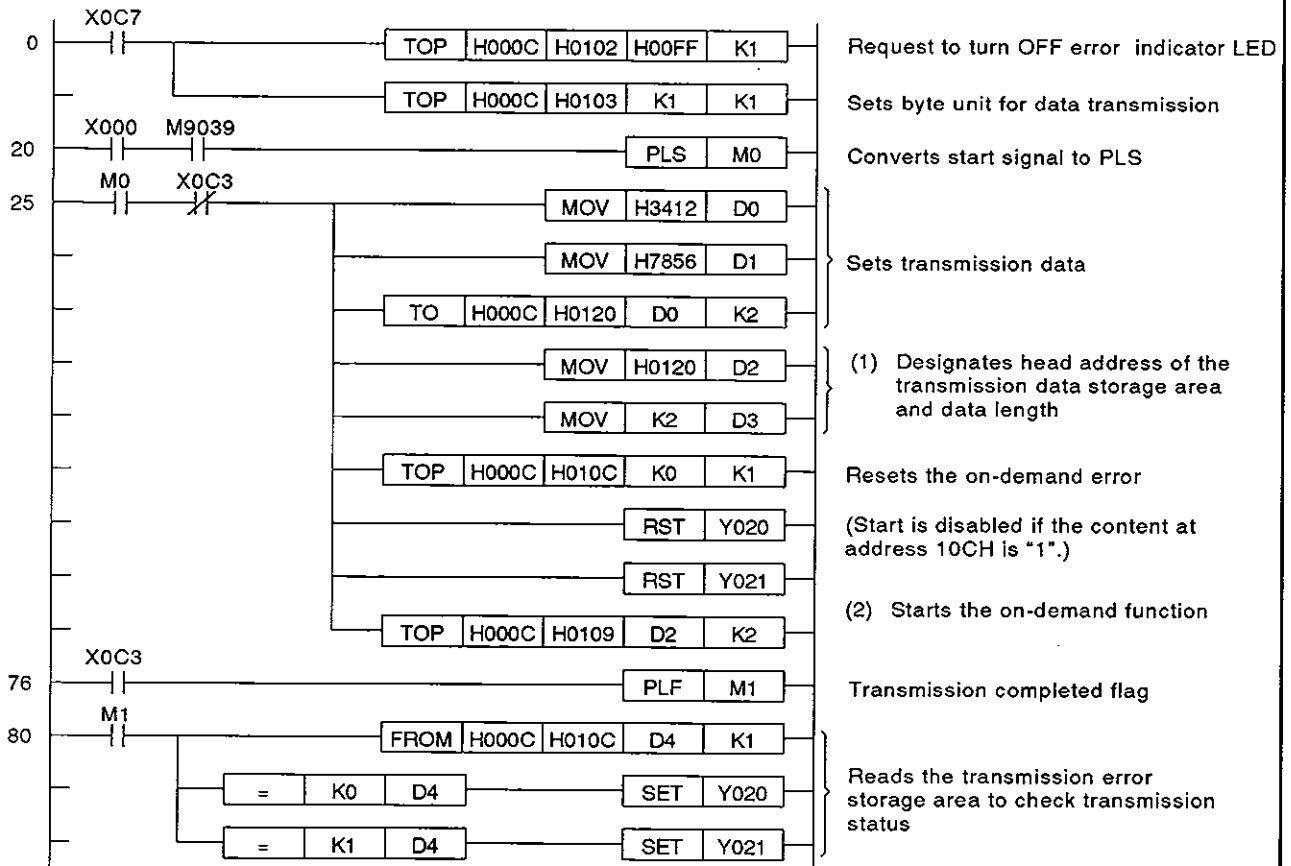 X0C7
0 TOP H000C H0102 H00FF K1 Request to turn OFF error indicator LED
TOP H000C H0103 K1 K1 Sets byte unit for data transmission
X000 M9039
20 PLS M0 Converts start signal to PLS
M0 X0C3
25 MOV H3412 D0
MOV H7856 D1 Sets transmission data
TO H000C H0120 D0 K2
MOV H0120 D2 (1) Designates head address of the
transmission data storage area
MOV K2 D3 and data length
TOP H000C H010C K0 K1 Resets the on-demand error
RST Y020 (Start is disabled if the content at
address 10CH is "1".)
RST Y021
(2) Starts the on-demand function
TOP H000C H0109 D2 K2
X0C3
76 PLF M1 Transmission completed flag
M1
80 FROM H000C H010C D4 K1
Reads the transmission error
= K0 D4 SET Y020 storage area to check transmission
status
= K1 D4 SET Y021